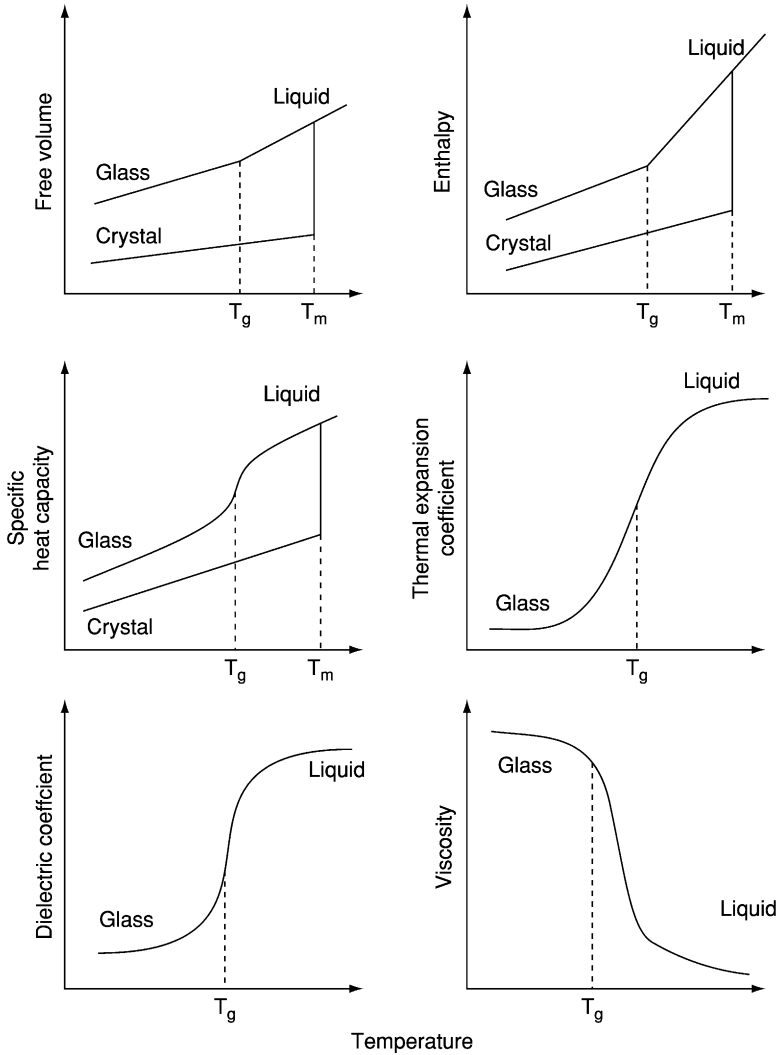 Free volume
Glass
Liquid
Crystal
Tg
Tm
Enthalpy
Glass
Liquid
Crystal
Tg
Tm
Specific
heat capacity
Liquid
Glass
Crystal
Tg
Tm
Thermal expansion
coefficient
Liquid
Glass
Tg
Dielectric coeffcient
Liquid
Glass
Tg
Viscosity
Glass
Liquid
Tg
Temperature